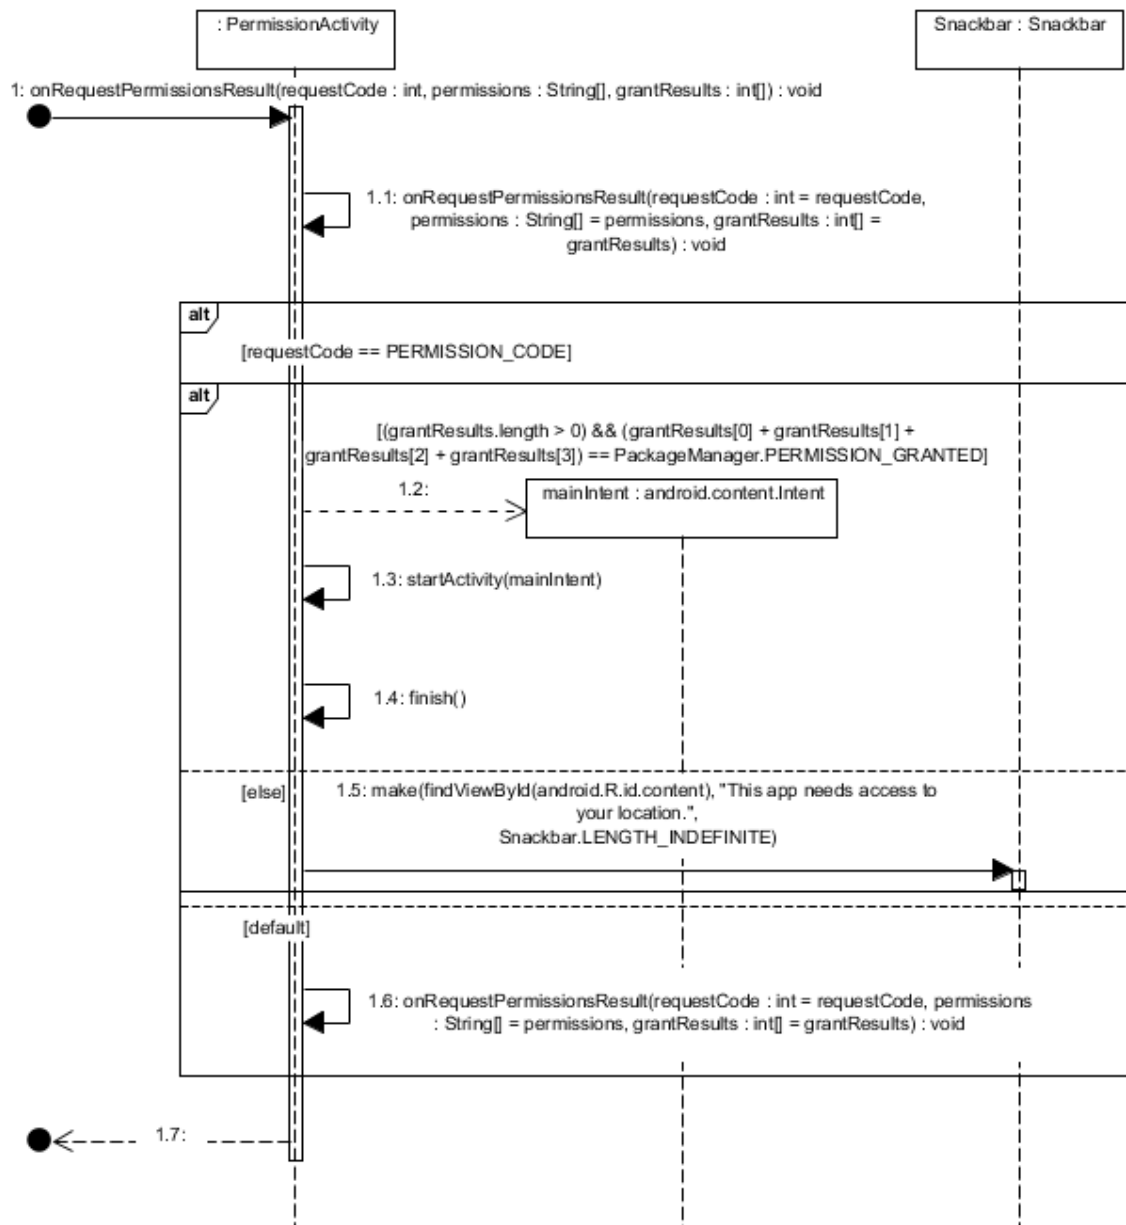 : PermissionActivity
Snackbar : Snackbar
1: onRequestPermissionsResult(requestCode : int, permissions : String[], grantResults : int[]) : void
1.1: onRequestPermissionsResult(requestCode : int = requestCode,
permissions : String[] = permissions, grantResults : int[] =
grantResults) : void
alt
[requestCode == PERMISSION_CODE]
alt
[(grantResults.length > 0) && (grantResults[0] + grantResults[1] +
grantResults[2] + grantResults[3]) == PackageManager.PERMISSION_GRANTED]
1.2:
mainIntent : android.content.Intent
1.3: startActivity(mainIntent)
1.4: finish()
[else]
1.5: make(findViewById(android.R.id.content), "This app needs access to
your location.",
Snackbar.LENGTH_INDEFINITE)
[default]
1.6: onRequestPermissionsResult(requestCode : int = requestCode, permissions
: String[] = permissions, grantResults : int[] = grantResults) : void
1.7: